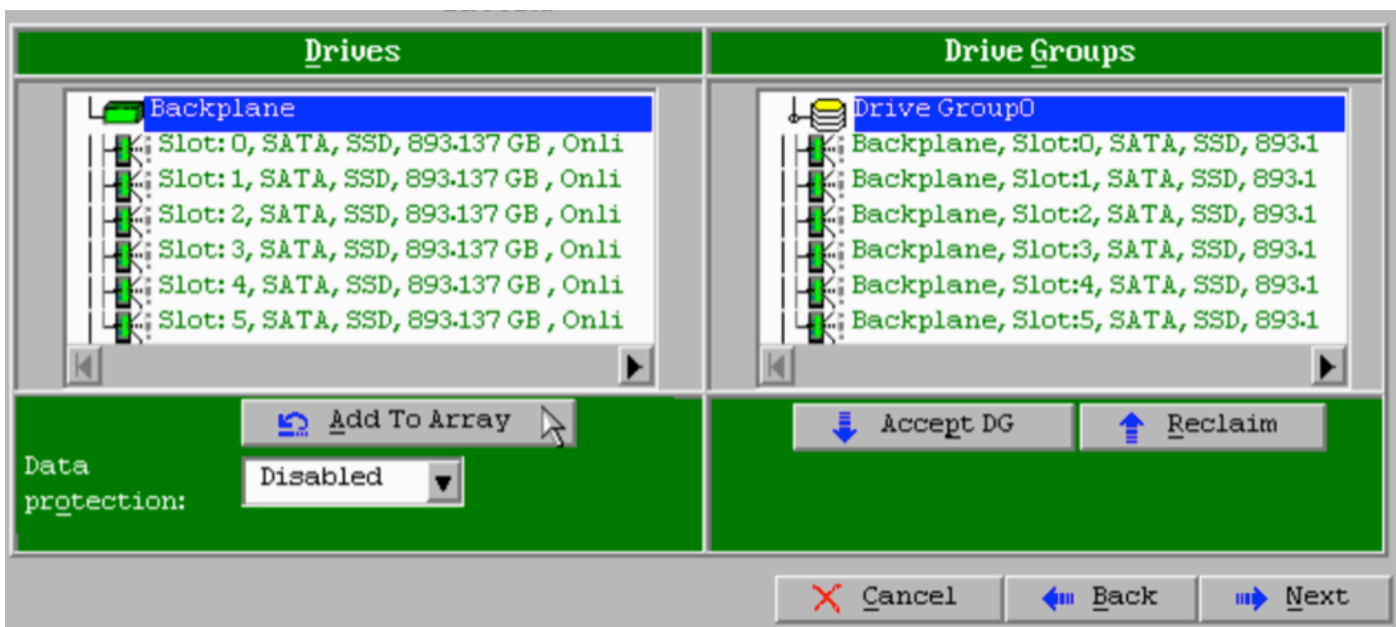 Drives
Drive Groups
Backplane
Slot: 0, SATA, SSD, 893.137 GB , Onli
Slot: 1, SATA, SSD, 893.137 GB , Onli
Slot: 2, SATA, SSD, 893.137 GB , Onli
Slot: 3, SATA, SSD, 893.137 GB , Onli
Slot: 4, SATA, SSD, 893.137 GB , Onli
Slot: 5, SATA, SSD, 893.137 GB , Onli
Drive Group0
Backplane, Slot:0, SATA, SSD, 893.1
Backplane, Slot:1, SATA, SSD, 893.1
Backplane, Slot:2, SATA, SSD, 893.1
Backplane, Slot:3, SATA, SSD, 893.1
Backplane, Slot:4, SATA, SSD, 893.1
Backplane, Slot:5, SATA, SSD, 893.1
Add To Array
Data
protection:
Disabled
Accept DG
Reclaim
Cancel
Back
Next